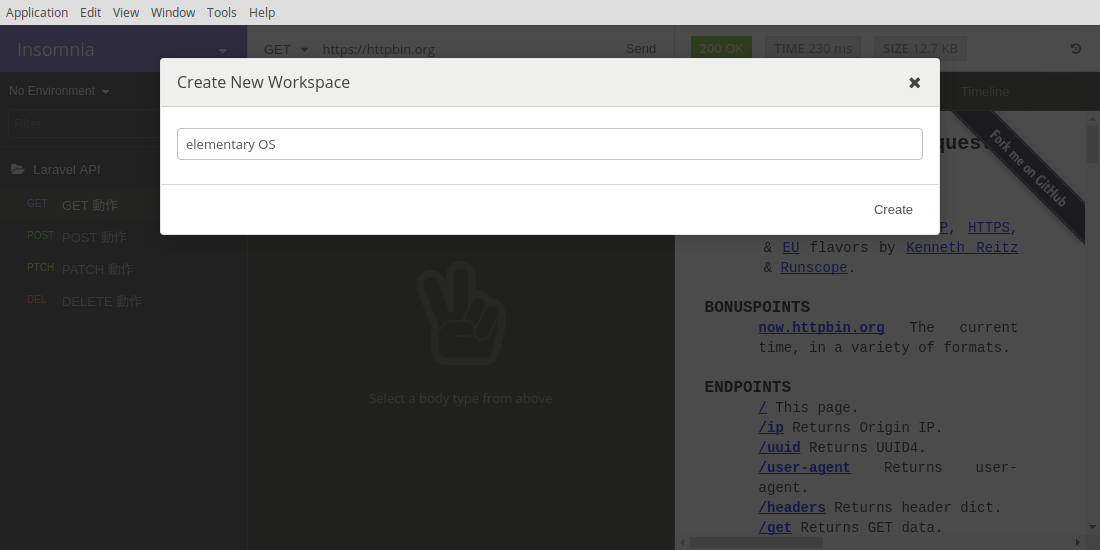 Application Edit View Window Tools Help
Insomnia
GET https://httpbin.org Send
200 OK TIME 230 ms SIZE 12.7 KB
Create New Workspace
elementary OS
Create
No Environment
Filter
Laravel API
GET GET 動作
POST POST 動作
PTCH PATCH 動作
DEL DELETE 動作
Select a body type from above
Timeline
Fork me on GitHub
P, HTTPS,
& EU flavors by Kenneth Reitz
& Runscope.
BONUSPOINTS
now.httpbin.org The current
time, in a variety of formats.
ENDPOINTS
/ This page.
/ip Returns Origin IP.
/uuid Returns UUID4.
/user-agent Returns user-
agent.
/headers Returns header dict.
/get Returns GET data.